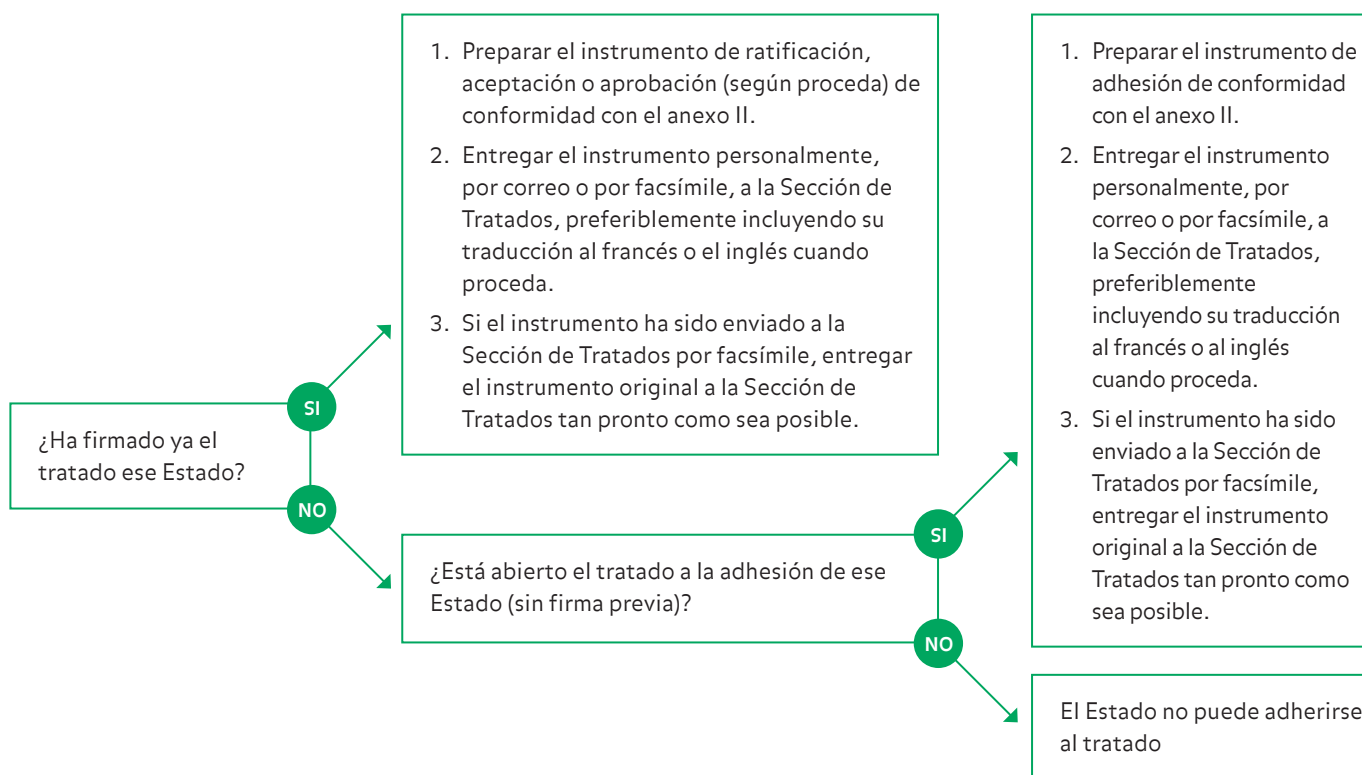 ¿Ha firmado ya el
tratado ese Estado?
SI
NO
1. Preparar el instrumento de ratificación,
aceptación o aprobación (según proceda) de
conformidad con el anexo II.
2. Entregar el instrumento personalmente,
por correo o por facsímile, a la Sección de
Tratados, preferiblemente incluyendo su
traducción al francés o el inglés cuando
proceda.
3. Si el instrumento ha sido enviado a la
Sección de Tratados por facsímile, entregar
el instrumento original a la Sección de
Tratados tan pronto como sea posible.
¿Está abierto el tratado a la adhesión de ese
Estado (sin firma previa)?
SI
NO
1. Preparar el instrumento de
adhesión de conformidad
con el anexo II.
2. Entregar el instrumento
personalmente, por
correo o por facsímile, a
la Sección de Tratados,
preferiblemente
incluyendo su traducción
al francés o al inglés
cuando proceda.
3. Si el instrumento ha sido
enviado a la Sección de
Tratados por facsímile,
entregar el instrumento
original a la Sección de
Tratados tan pronto como
sea posible.
El Estado no puede adherirse
al tratado